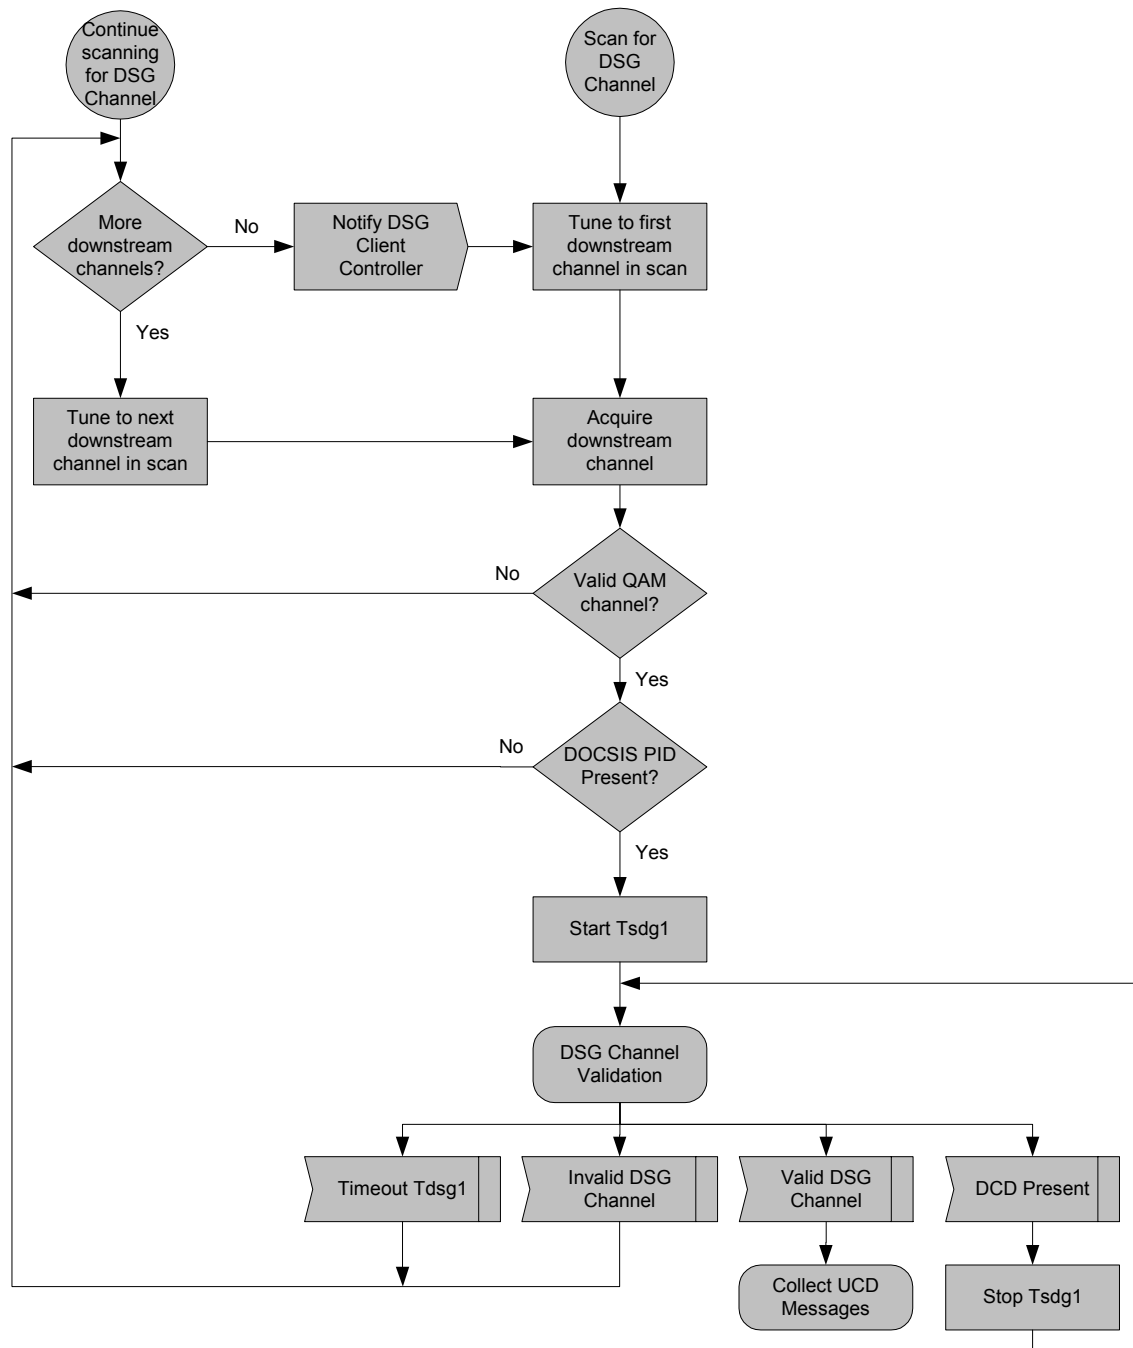 Continue
scanning
for DSG
Channel
Scan for
DSG
Channel
More
downstream
channels?
No
Notify DSG
Client
Controller
Tune to first
downstream
channel in scan
Yes
Tune to next
downstream
channel in scan
Acquire
downstream
channel
No
Valid QAM
channel?
Yes
No
DOCSIS PID
Present?
Yes
Start Tsdg1
DSG Channel
Validation
Timeout Tdsg1
Invalid DSG
Channel
Valid DSG
Channel
DCD Present
Collect UCD
Messages
Stop Tsdg1